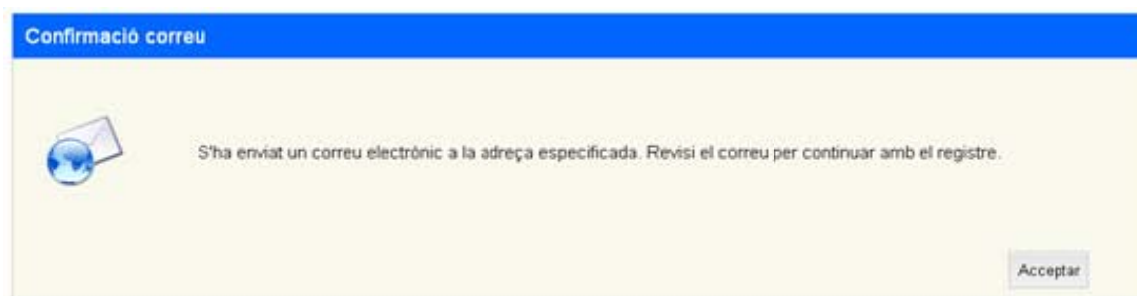 Confirmació correu
S'ha enviat un correu electrònic a la adreça especificada. Revisi el correu per continuar amb el registre.
Acceptar